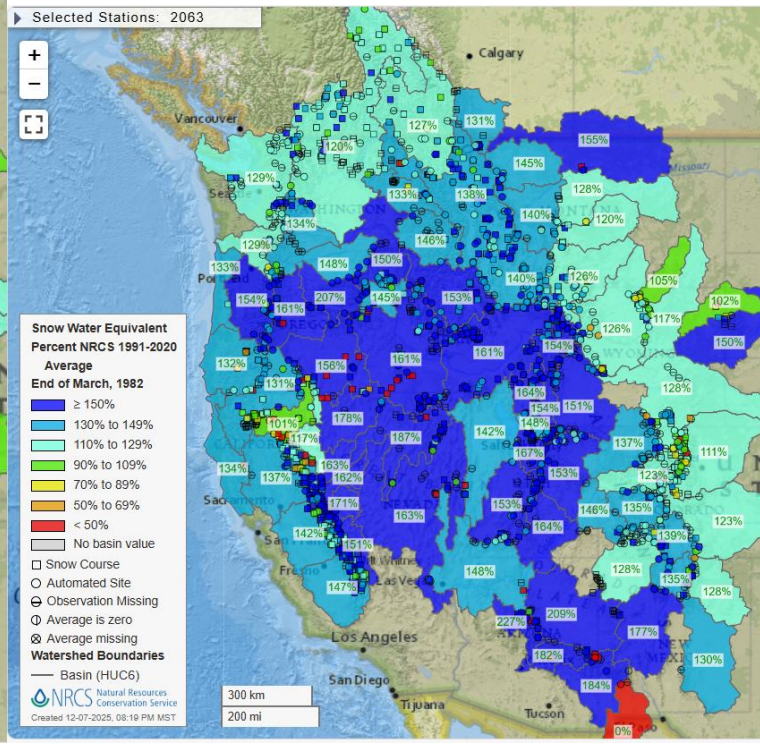 Selected Stations: 2063
+
−
Calgary
Vancouver
131%
127%
155%
120%
145%
Missouri
129%
133%
138%
128%
134%
140%
120%
129%
146%
133%
148%
150%
140%
126%
105%
154%
161%
207%
145%
153%
117%
102%
126%
150%
132%
156%
161%
161%
154%
131%
128%
164%
154%
151%
101%
178%
142%
148%
117%
187%
137%
111%
167%
134%
137%
163%
162%
153%
123%
171%
163%
153%
146%
135%
123%
Sacramento
164%
142%
151%
139%
147%
148%
128%
135%
128%
Los Angeles
227%
209%
177%
182%
130%
184%
San Diego
Tijuana
Tucson
0%
Snow Water Equivalent
Percent NRCS 1991-2020
Average
End of March, 1982
≥ 150%
130% to 149%
110% to 129%
90% to 109%
70% to 89%
50% to 69%
< 50%
No basin value
Snow Course
Automated Site
Observation Missing
Average is zero
Average missing
Watershed Boundaries
Basin (HUC6)
NRCS Natural Resources
Conservation Service
Created 12-07-2025, 08:19 PM MST
300 km
200 mi